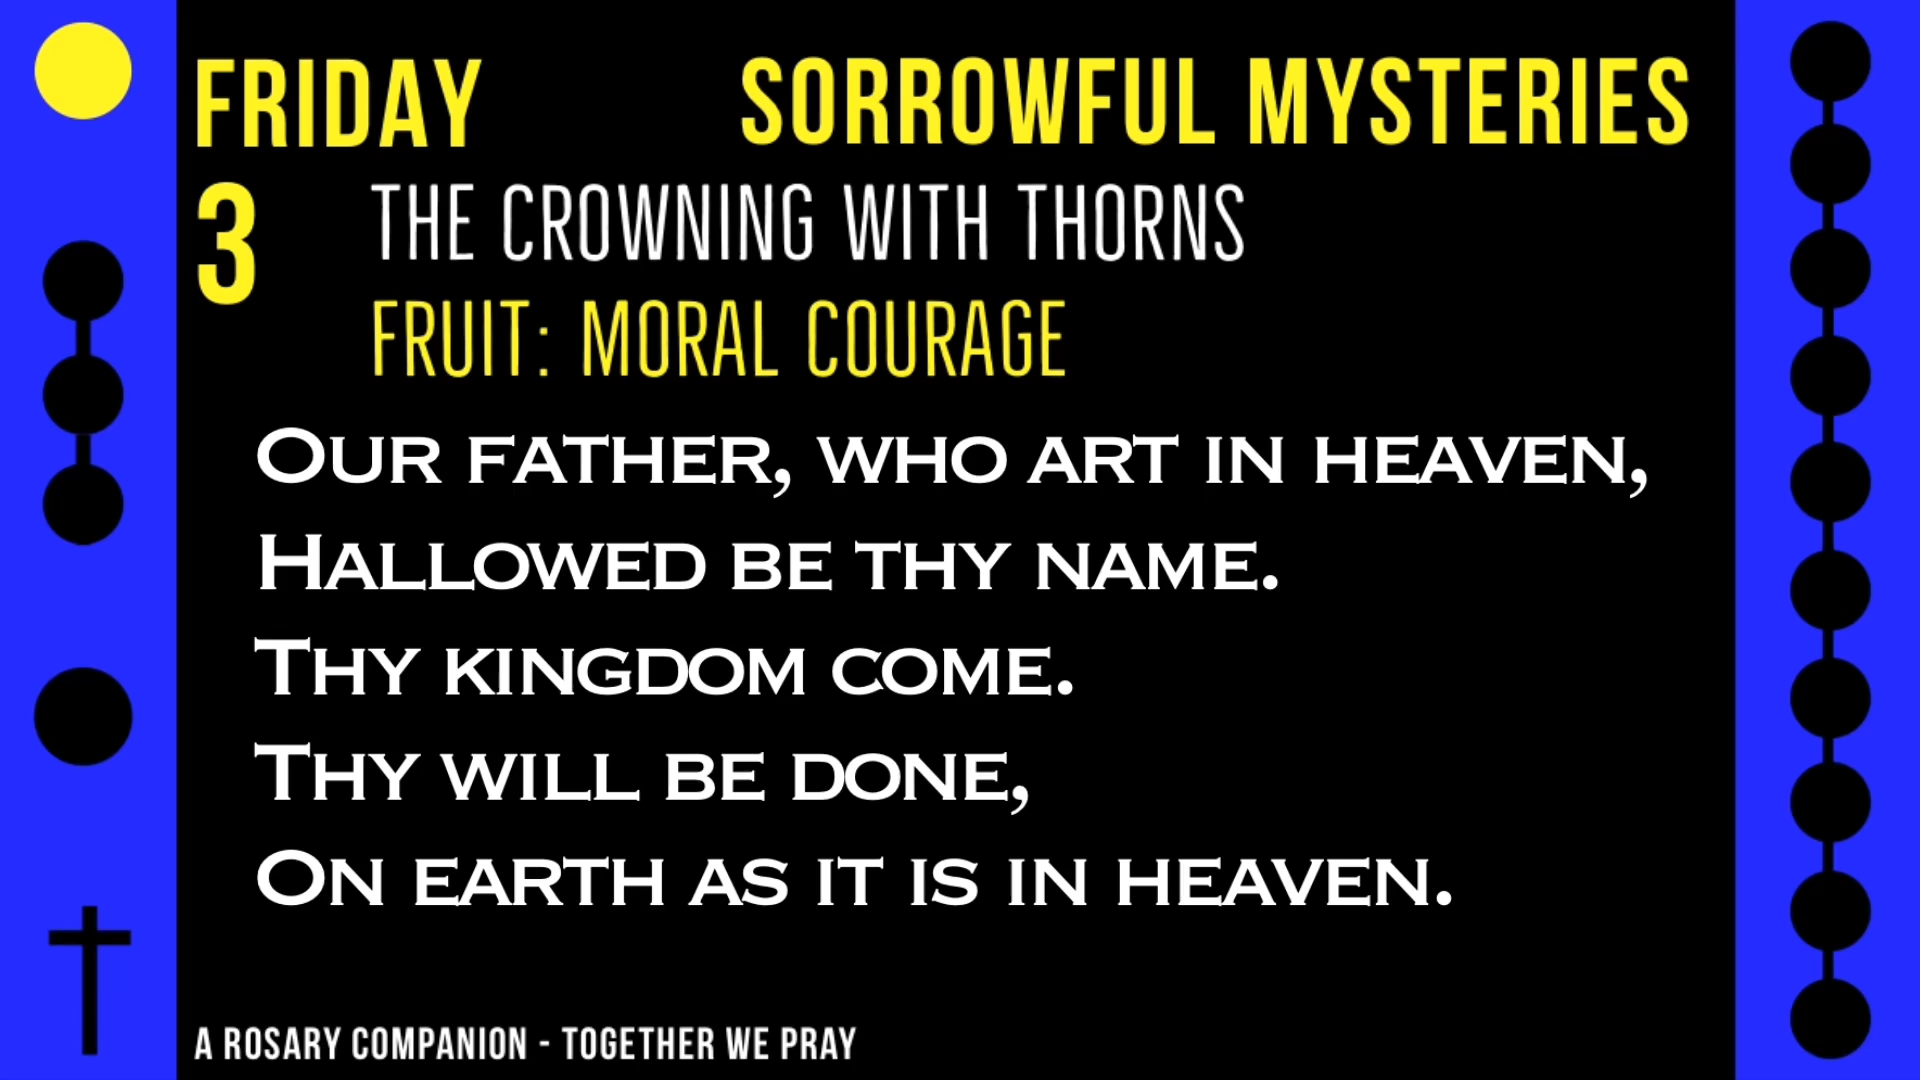 FRIDAY SORROWFUL MYSTERIES
3 THE CROWNING WITH THORNS
FRUIT: MORAL COURAGE
OUR FATHER, WHO ART IN HEAVEN,
HALLOWED BE THY NAME.
THY KINGDOM COME.
THY WILL BE DONE,
ON EARTH AS IT IS IN HEAVEN.
A ROSARY COMPANION - TOGETHER WE PRAY